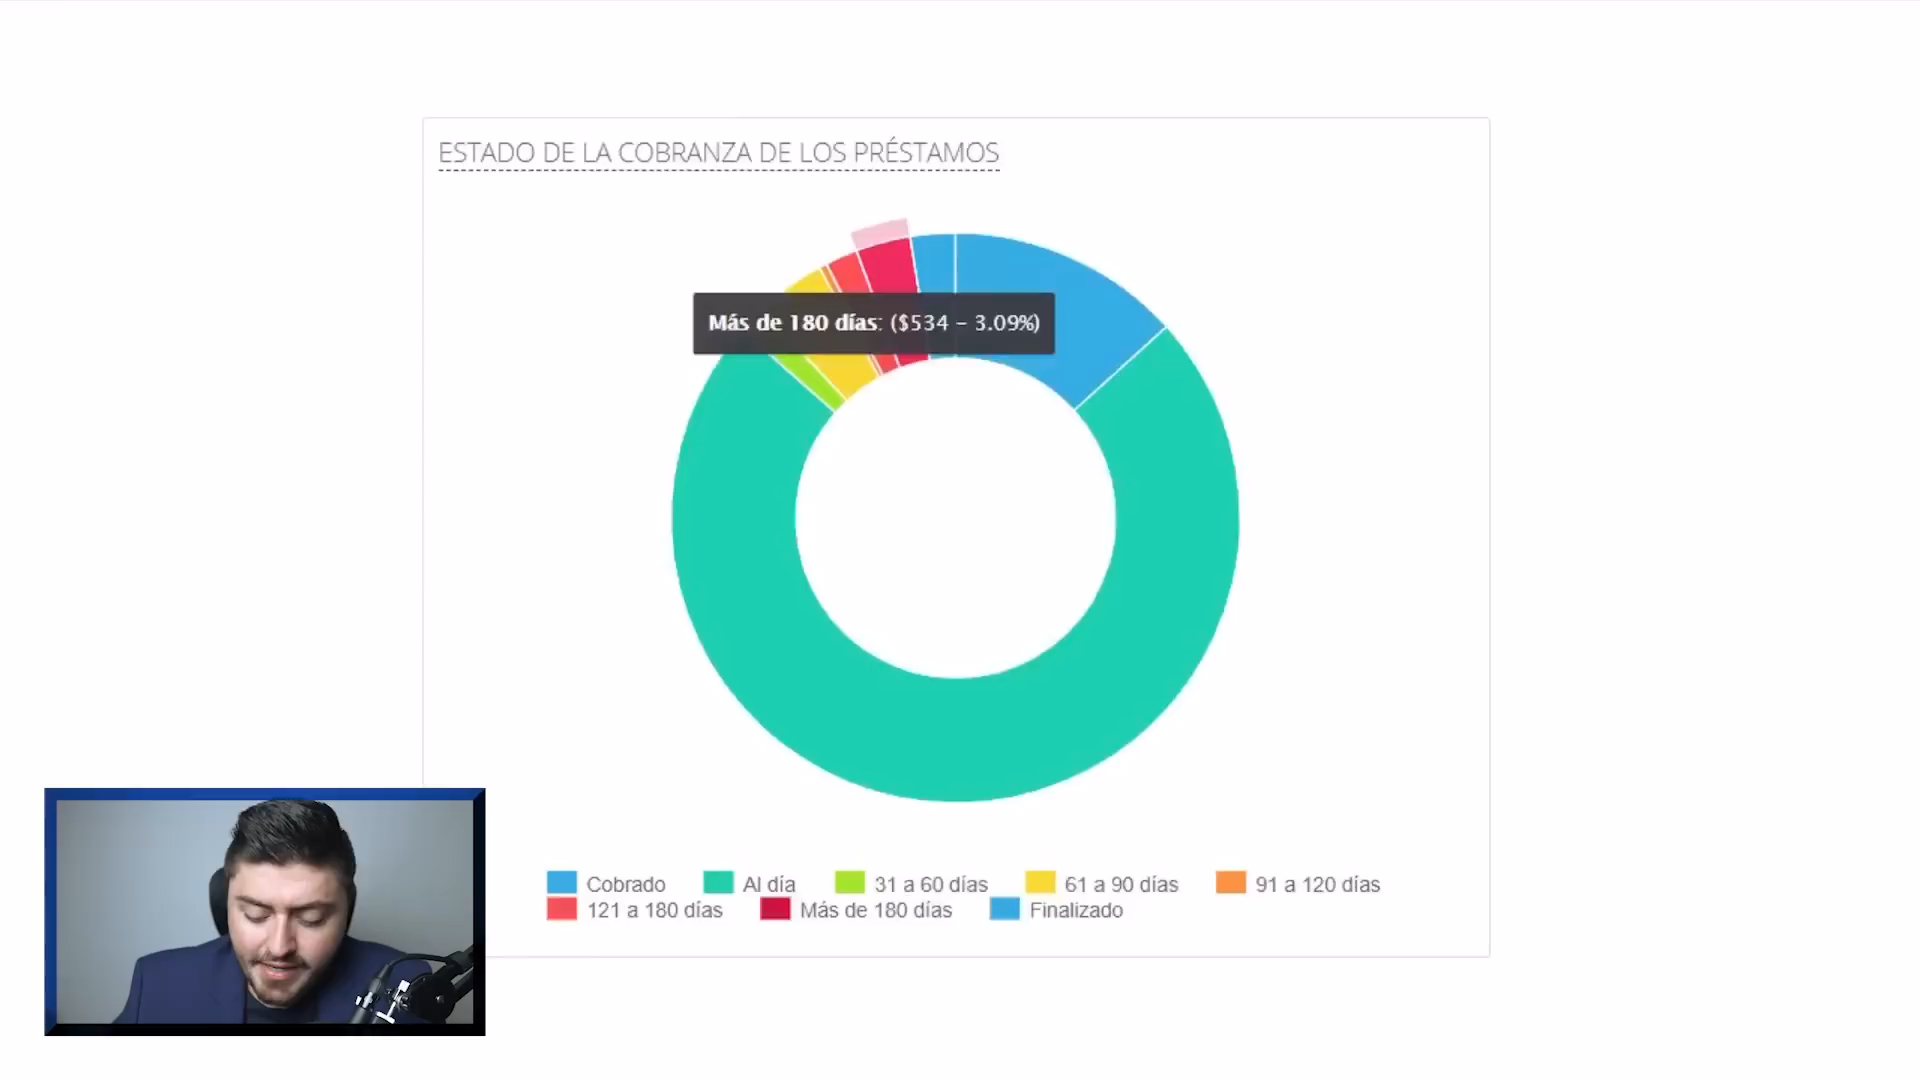 ESTADO DE LA COBRANZA DE LOS PRÉSTAMOS
Más de 180 días: ($534 – 3.09%)
Cobrado Al día 31 a 60 días 61 a 90 días 91 a 120 días
121 a 180 días Más de 180 días Finalizado